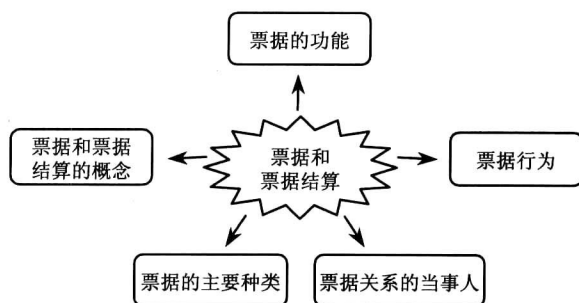 票据的功能
票据和票据
结算的概念
票据和
票据结算
票据行为
票据的主要种类
票据关系的当事人